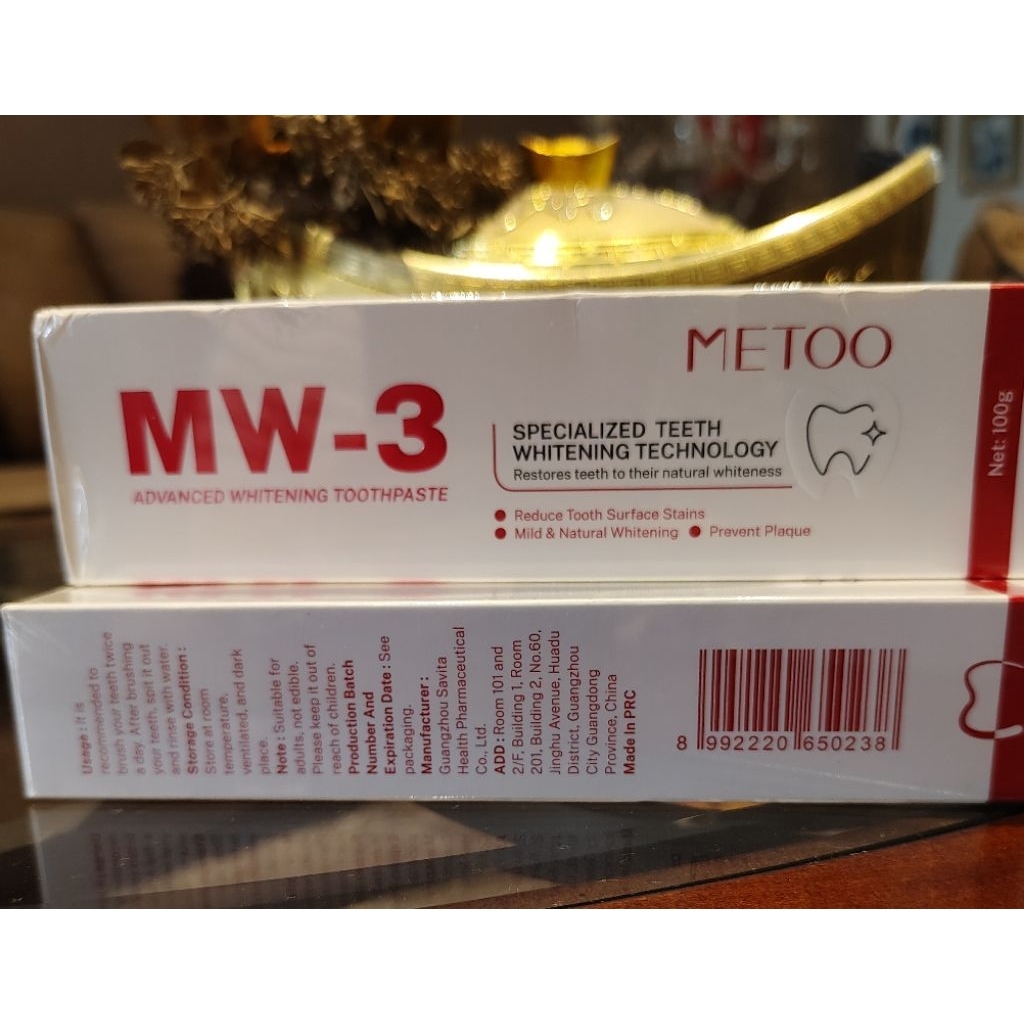 METOO
MW-3
ADVANCED WHITENING TOOTHPASTE
SPECIALIZED TEETH
WHITENING TECHNOLOGY
Restores teeth to their natural whiteness
Reduce Tooth Surface Stains
Mild & Natural Whitening
Prevent Plaque
Net: 100g
Usege : It is
recommended to
brush your teeth twice
a day. After brushing
your teeth, spit it out
and rinse with water.
Storage Condition :
Store at room
temperature,
ventilated, and dark
place.
Note : Suitable for
adults, not edible.
Please keep it out of
reach of children.
Production Batch
Number And
Expiration Date : See
packaging.
Manufacturer :
Guangzhou Savita
Health Pharmaceutical
Co., Ltd.
ADD : Room 101 and
2/F, Building 1, Room
201, Building 2, No.60,
Jinghu Avenue, Huadu
District, Guangzhou
City Guangdong
Province, China
Made In PRC
8 992220 650238